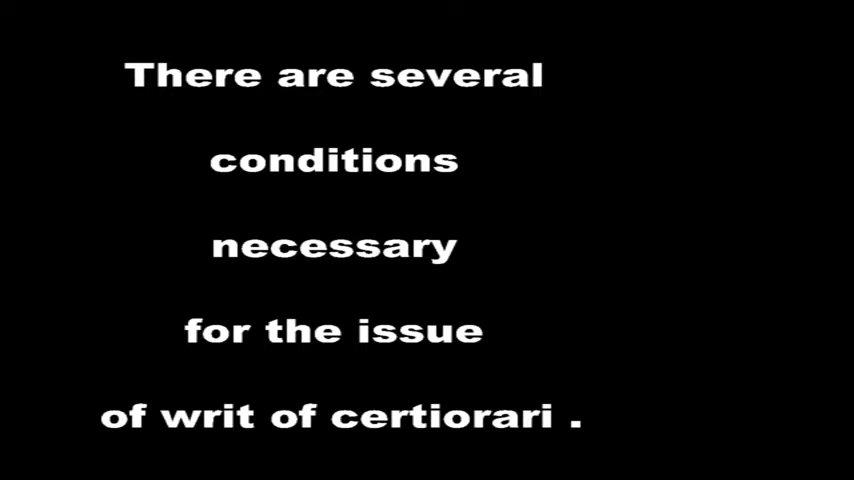 There are several
conditions
necessary
for the issue
of writ of certiorari .